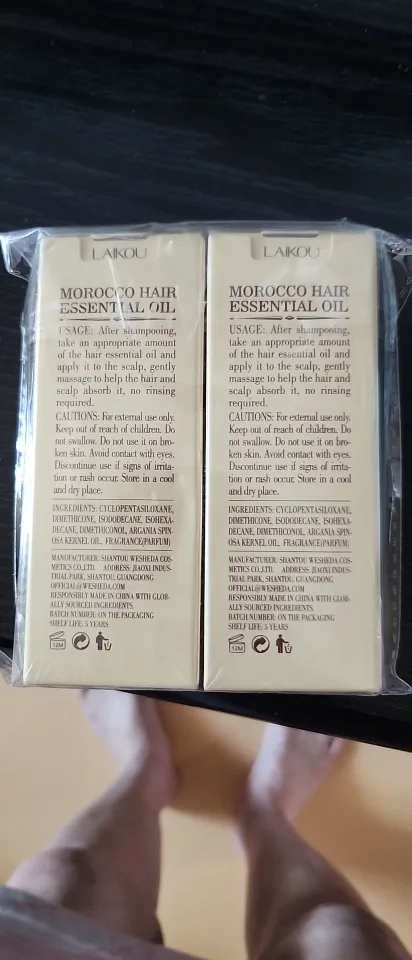 LAIKOU
MOROCCO HAIR
ESSENTIAL OIL
USAGE: After shampooing,
take an appropriate amount
of the hair essential oil and
apply it to the scalp, gently
massage to help the hair and
scalp absorb it, no rinsing
required.
CAUTIONS: For external use only.
Keep out of reach of children. Do
not swallow. Do not use it on bro-
ken skin. Avoid contact with eyes.
Discontinue use if signs of irrita-
tion or rash occur. Store in a cool
and dry place.
INGREDIENTS: CYCLOPENTASILOXANE,
DIMETHICONE, ISODODECANE, ISOHEXA-
DECANE, DIMETHICONOL, ARGANIA SPIN-
OSA KERNEL OIL, FRAGRANCE(PARFUM)
MANUFACTURER: SHANTOU WESHEDA COS-
METICS CO.,LTD. ADDRESS: JIAOXI INDUS-
TRIAL PARK, SHANTOU, GUANGDONG
OFFICIAL@WESHEDA.COM
RESPONSIBLY MADE IN CHINA WITH GLOB-
ALLY SOURCED INGREDIENTS.
BATCH NUMBER: ON THE PACKAGING
SHELF LIFE: 5 YEARS
12M
LAIKOU
MOROCCO HAIR
ESSENTIAL OIL
USAGE: After shampooing,
take an appropriate amount
of the hair essential oil and
apply it to the scalp, gently
massage to help the hair and
scalp absorb it, no rinsing
required.
CAUTIONS: For external use only.
Keep out of reach of children. Do
not swallow. Do not use it on bro-
ken skin. Avoid contact with eyes.
Discontinue use if signs of irrita-
tion or rash occur. Store in a cool
and dry place.
INGREDIENTS: CYCLOPENTASILOXANE,
DIMETHICONE, ISODODECANE, ISOHEXA-
DECANE, DIMETHICONOL, ARGANIA SPIN-
OSA KERNEL OIL, FRAGRANCE(PARFUM)
MANUFACTURER: SHANTOU WESHEDA COS-
METICS CO.,LTD. ADDRESS: JIAOXI INDUS-
TRIAL PARK, SHANTOU, GUANGDONG
OFFICIAL@WESHEDA.COM
RESPONSIBLY MADE IN CHINA WITH GLOB-
ALLY SOURCED INGREDIENTS.
BATCH NUMBER: ON THE PACKAGING
SHELF LIFE: 5 YEARS
12M